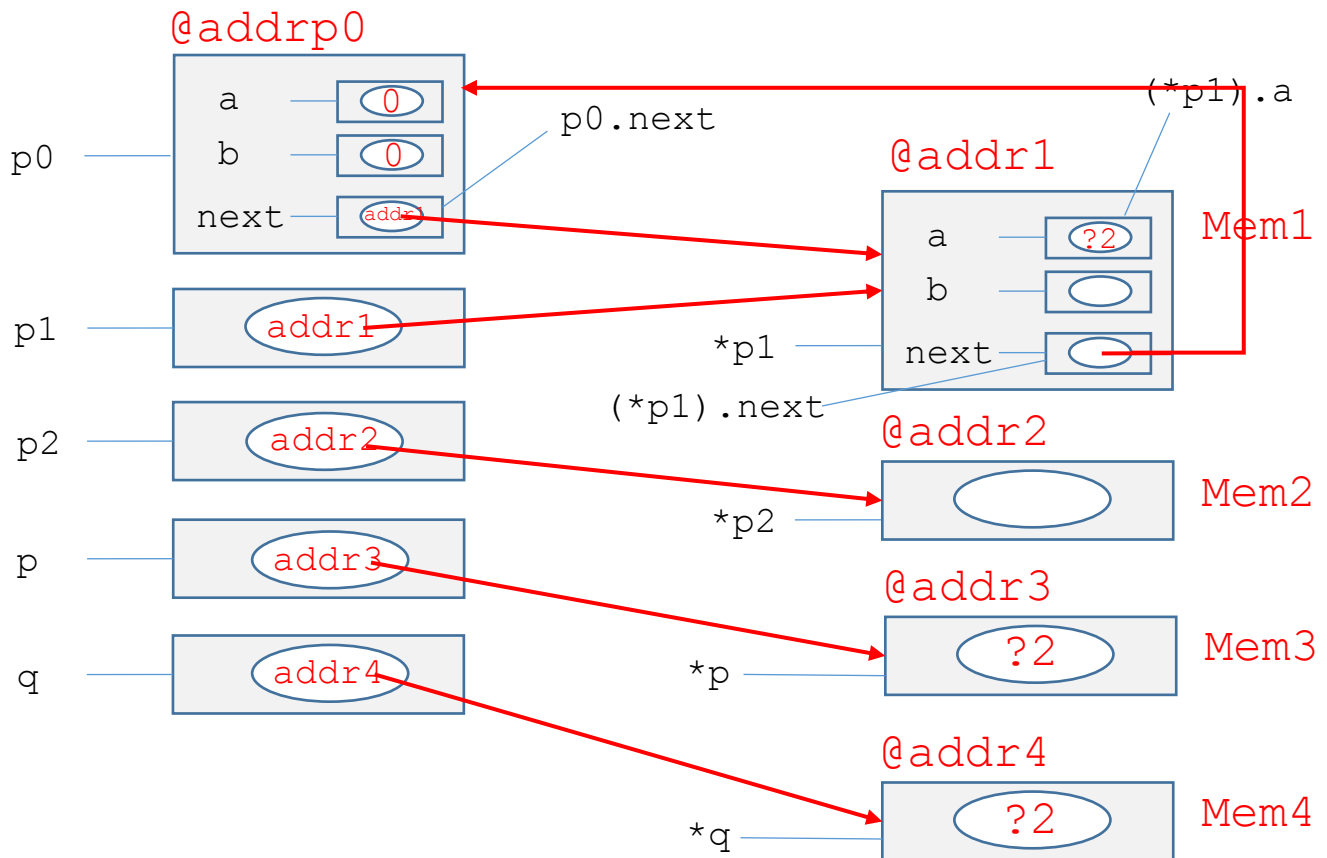 @addrp0
a 0
(*p1).a
p0.next
b 0
p0
@addr1
next addr1
Mem1
a ?2
b
p1 addr1
*p1
next
(*p1).next
p2 addr2
@addr2
Mem2
*p2
p addr3
@addr3
Mem3
?2
*p
q addr4
@addr4
Mem4
?2
*q